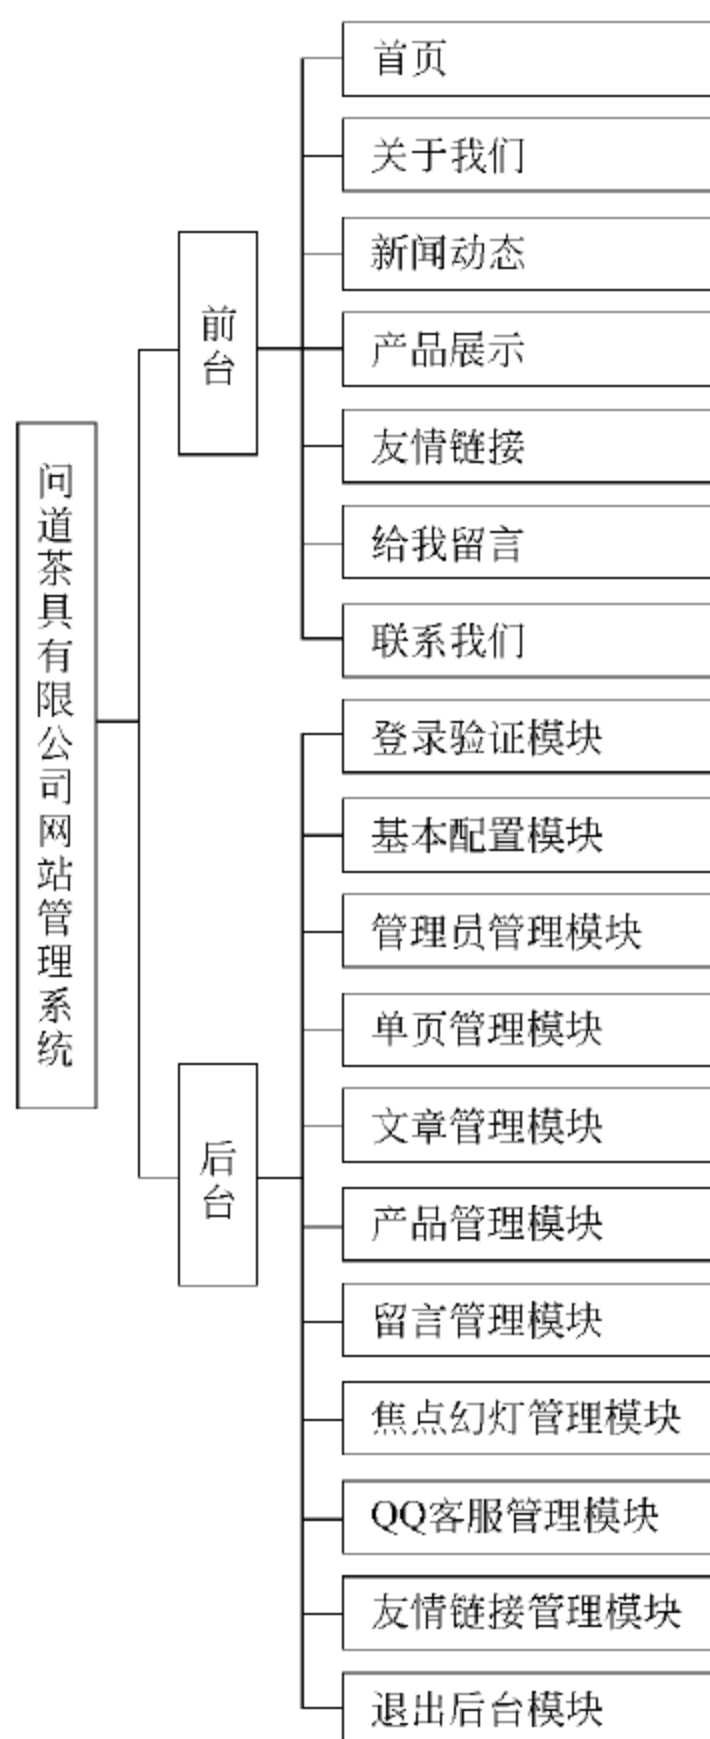 问道茶具有限公司网站管理系统
前台
首页
关于我们
新闻动态
产品展示
友情链接
给我留言
联系我们
后台
登录验证模块
基本配置模块
管理员管理模块
单页管理模块
文章管理模块
产品管理模块
留言管理模块
焦点幻灯管理模块
QQ客服管理模块
友情链接管理模块
退出后台模块